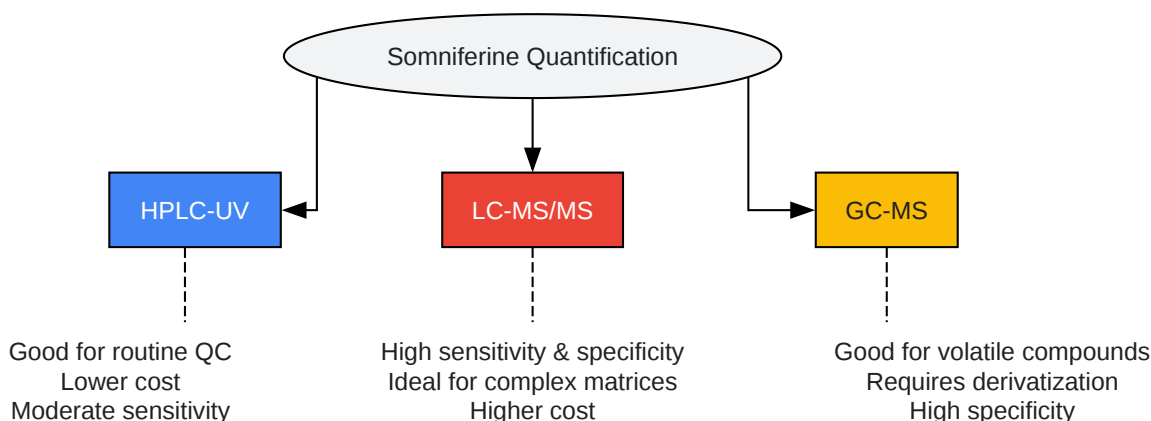 Somniferine Quantification
HPLC-UV
LC-MS/MS
GC-MS
Good for routine QC
Lower cost
Moderate sensitivity
High sensitivity & specificity
Ideal for complex matrices
Higher cost
Good for volatile compounds
Requires derivatization
High specificity